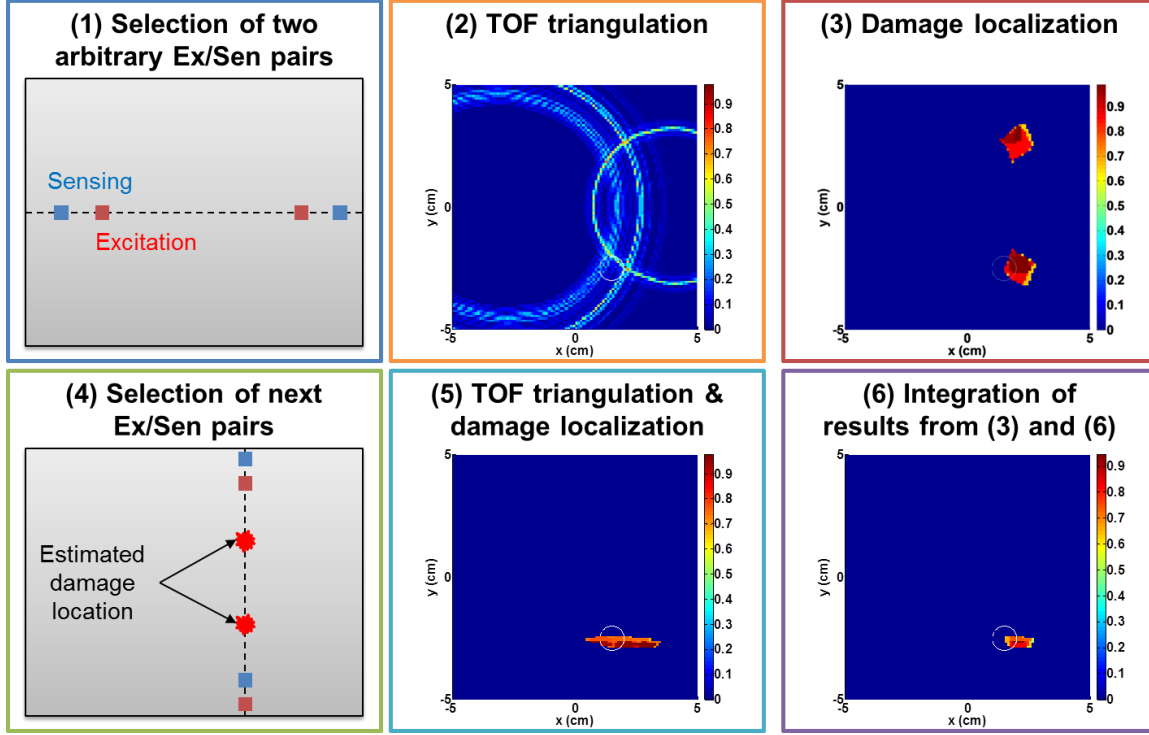 (1) Selection of two
arbitrary Ex/Sen pairs
Sensing
Excitation
(2) TOF triangulation
5
0
-5
y (cm)
-5
0
5
x (cm)
0.9
0.8
0.7
0.6
0.5
0.4
0.3
0.2
0.1
0
(3) Damage localization
5
0
-5
y (cm)
-5
0
5
x (cm)
0.9
0.8
0.7
0.6
0.5
0.4
0.3
0.2
0.1
0
(4) Selection of next
Ex/Sen pairs
Estimated
damage
location
(5) TOF triangulation &
damage localization
5
0
-5
y (cm)
-5
0
5
x (cm)
0.9
0.8
0.7
0.6
0.5
0.4
0.3
0.2
0.1
0
(6) Integration of
results from (3) and (6)
5
0
-5
y (cm)
-5
0
5
x (cm)
0.9
0.8
0.7
0.6
0.5
0.4
0.3
0.2
0.1
0